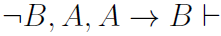 ¬B, A, A → B ⊢